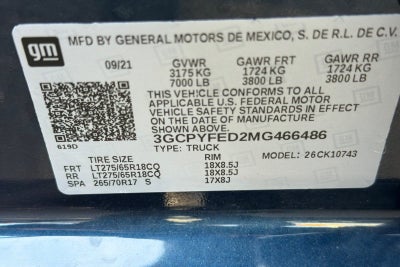 gm MFD BY GENERAL MOTORS DE MEXICO, S. DE R.L. DE C.V.
09/21 GVWR GAWR FRT GAWR RR
3175 KG 1724 KG 1724 KG
7000 LB 3800 LB 3800 LB
THIS VEHICLE CONFORMS TO ALL
APPLICABLE U.S. FEDERAL MOTOR
VEHICLE SAFETY STANDARDS IN EFFECT
ON THE DATE OF MANUFACTURE
SHOWN ABOVE.
3GCPYFED2MG466486
619D TYPE: TRUCK
TIRE SIZE RIM MODEL: 26CK10743
FRT LT275/65R18CQ 18X8.5J
RR LT275/65R18CQ 18X8.5J
SPA 265/70R17 S 17X8J